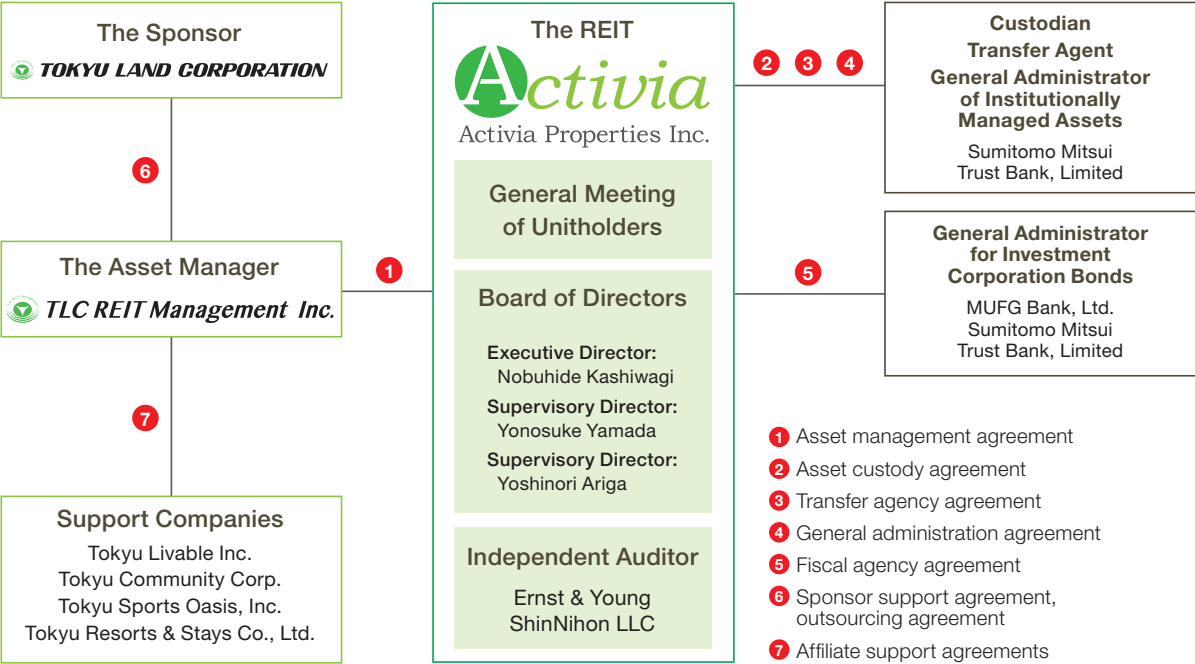 The Sponsor
TOKYU LAND CORPORATION
6
The Asset Manager
TLC REIT Management Inc.
7
Support Companies
Tokyu Livable Inc.
Tokyu Community Corp.
Tokyu Sports Oasis, Inc.
Tokyu Resorts & Stays Co., Ltd.
1
The REIT
Activia
Activia Properties Inc.
General Meeting
of Unitholders
Board of Directors
Executive Director:
Nobuhide Kashiwagi
Supervisory Director:
Yonosuke Yamada
Supervisory Director:
Yoshinori Ariga
Independent Auditor
Ernst & Young
ShinNihon LLC
2 3 4
Custodian
Transfer Agent
General Administrator
of Institutionally
Managed Assets
Sumitomo Mitsui
Trust Bank, Limited
5
General Administrator
for Investment
Corporation Bonds
MUFG Bank, Ltd.
Sumitomo Mitsui
Trust Bank, Limited
1 Asset management agreement
2 Asset custody agreement
3 Transfer agency agreement
4 General administration agreement
5 Fiscal agency agreement
6 Sponsor support agreement,
outsourcing agreement
7 Affiliate support agreements